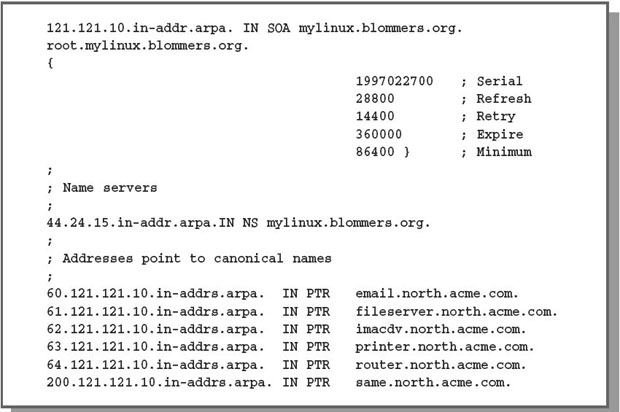 121.121.10.in-addr.arpa. IN SOA mylinux.blommers.org.
root.mylinux.blommers.org.
{
1997022700 ; Serial
28800 ; Refresh
14400 ; Retry
360000 ; Expire
86400 } ; Minimum
;
; Name servers
;
44.24.15.in-addr.arpa.IN NS mylinux.blommers.org.
;
; Addresses point to canonical names
;
60.121.121.10.in-addrs.arpa. IN PTR email.north.acme.com.
61.121.121.10.in-addrs.arpa. IN PTR fileserver.north.acme.com.
62.121.121.10.in-addrs.arpa. IN PTR imacdv.north.acme.com.
63.121.121.10.in-addrs.arpa. IN PTR printer.north.acme.com.
64.121.121.10.in-addrs.arpa. IN PTR router.north.acme.com.
200.121.121.10.in-addrs.arpa. IN PTR same.north.acme.com.